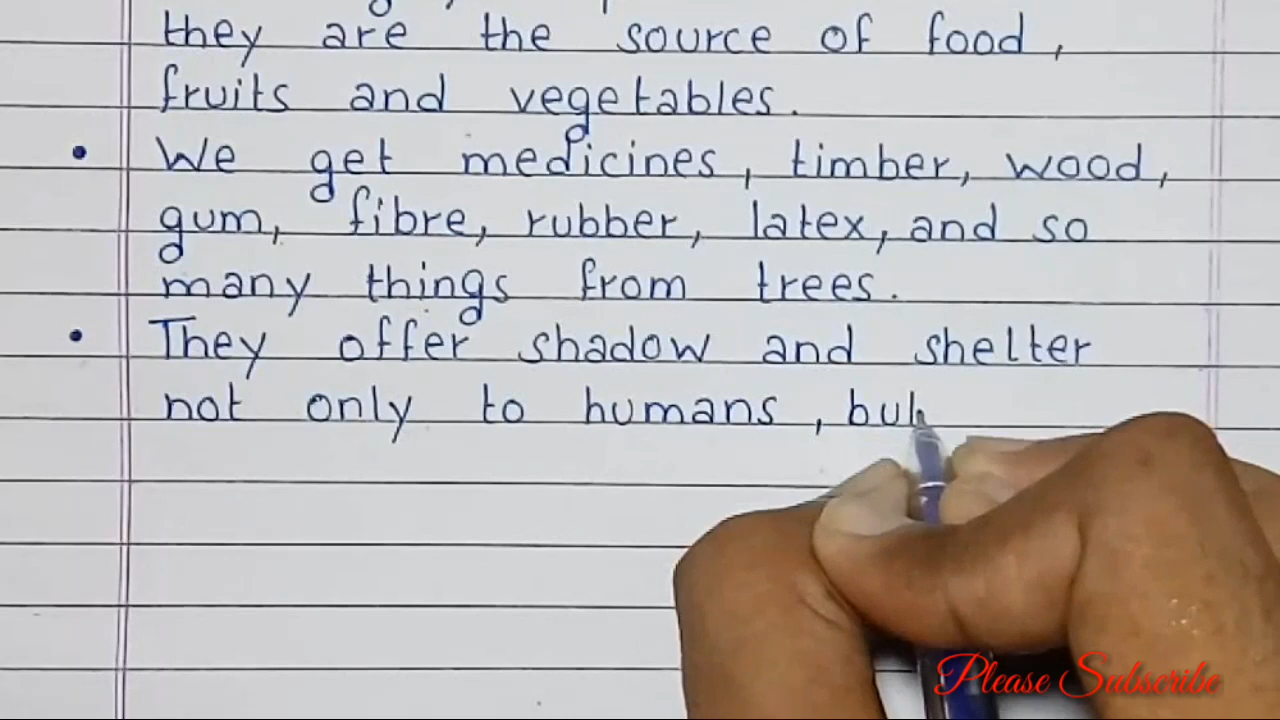 they are the source of food,
fruits and vegetables.
• We get medicines, timber, wood,
gum, fibre, rubber, latex, and so
many things from trees.
• They offer shadow and shelter
not only to humans, but
Please Subscribe